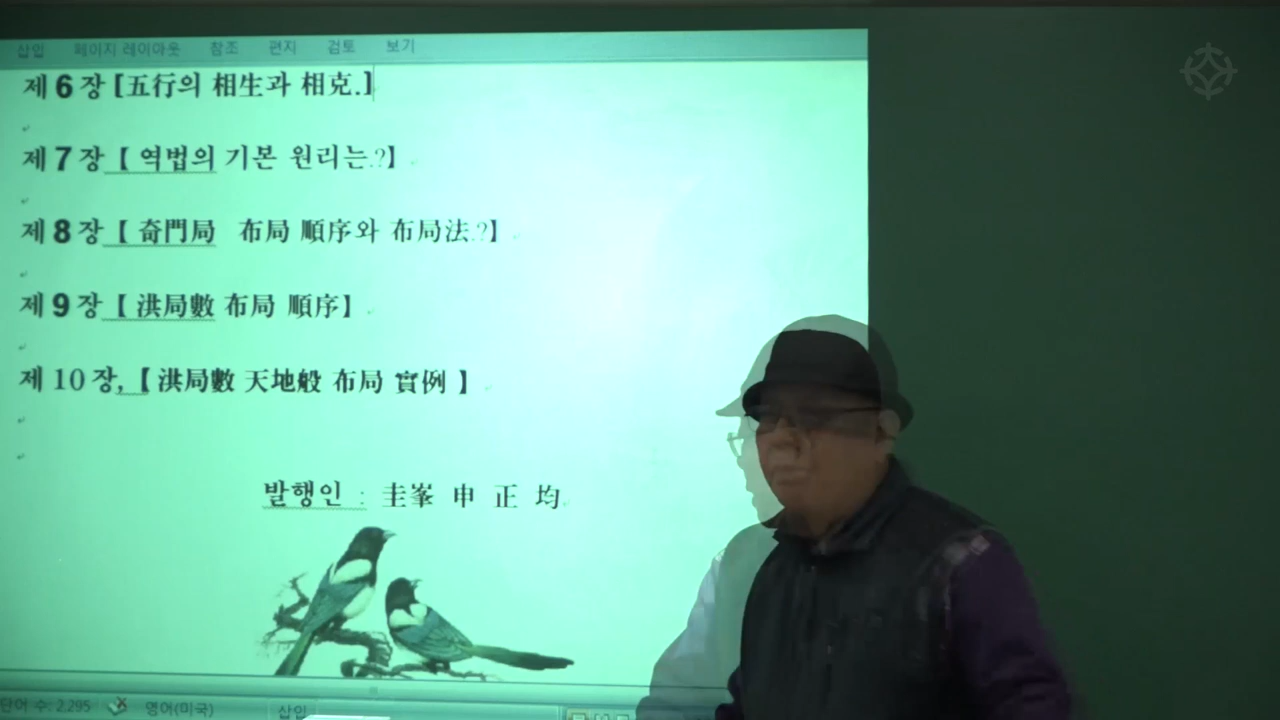 삽입 페이지 레이아웃 참조 편지 검토 보기
제 6 장 [五行의 相生과 相克.]
제 7 장 【 역법의 기본 원리는.?】
제 8 장 【 奇門局 布局 順序와 布局法.?】
제 9 장 【 洪局數 布局 順序】
제 10 장, 【 洪局數 天地般 布局 實例 】
발행인 : 圭峯 申 正 均.
단어 수: 2,295 영어(미국) 삽입